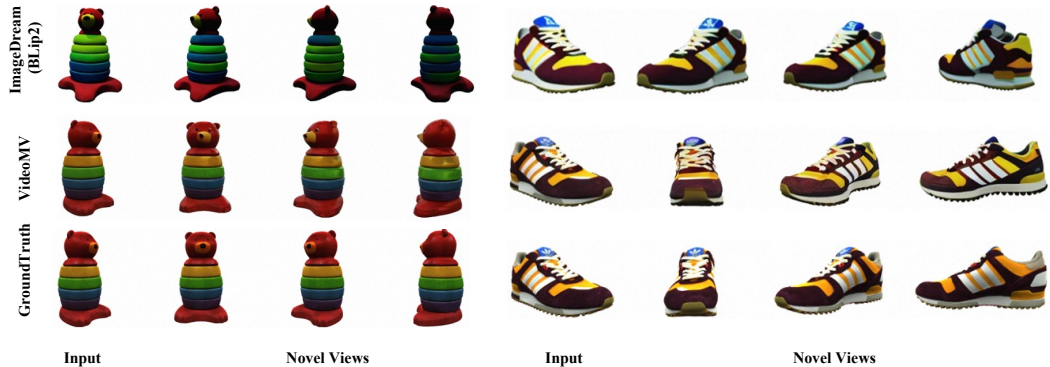 ImageDream
(BLip2)
VideoMV
GroundTruth
Input
Novel Views
Input
Novel Views